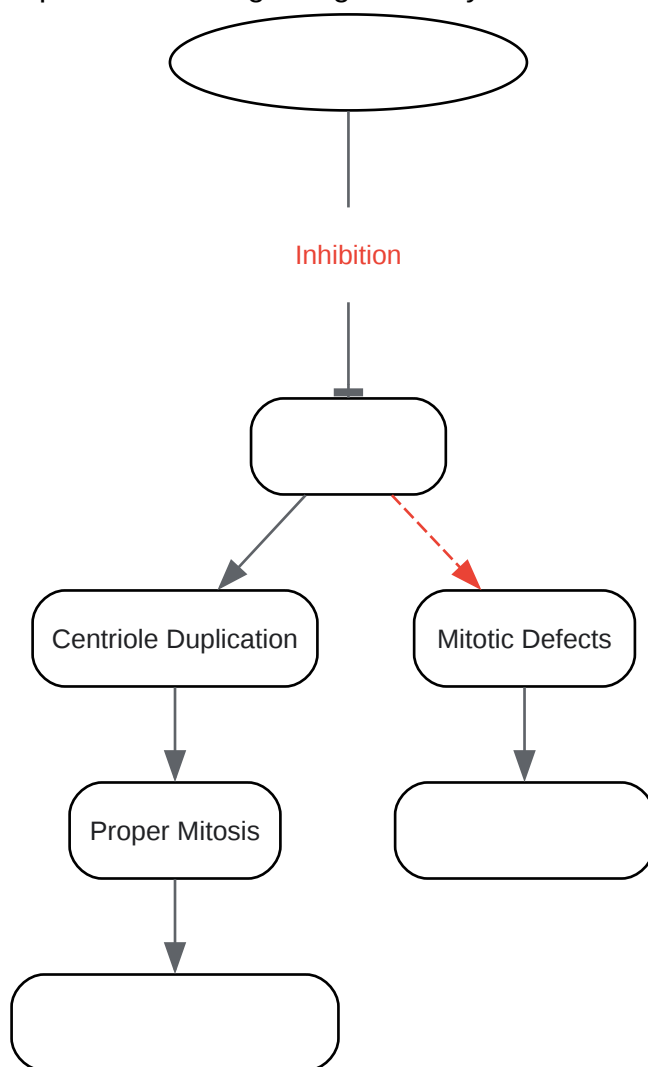 Inhibition
Centriole Duplication
Mitotic Defects
Proper Mitosis